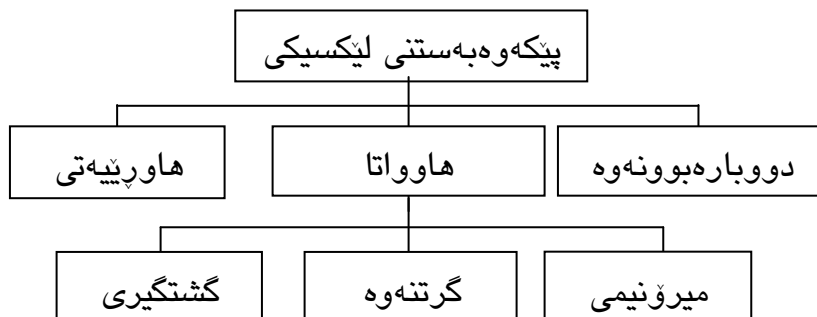 پێکەوەبەستنی لێکسیکی
دووبارەبوونەوە
هاوواتا
هاوڕێیەتی
میرۆنیمی
گرتنەوە
گشتگیری